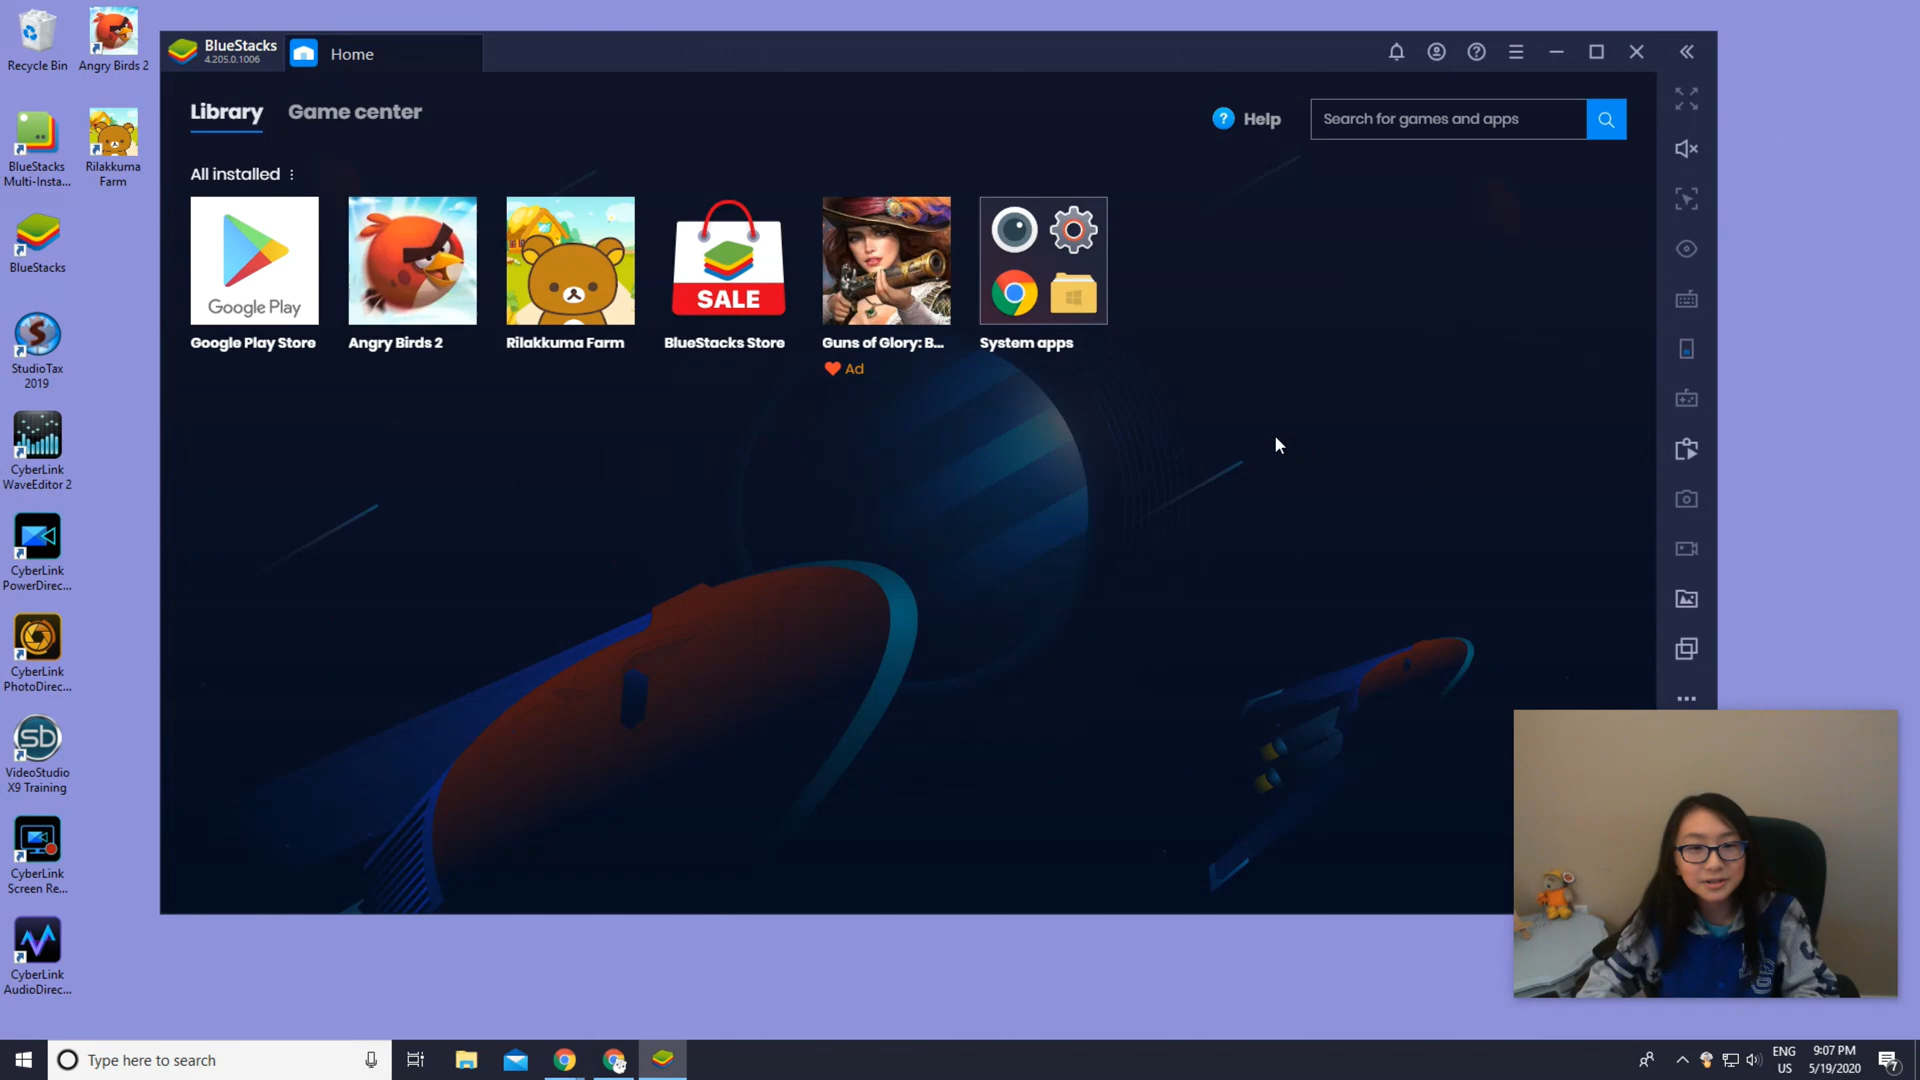 Recycle Bin
Angry Birds 2
BlueStacks
Multi-Insta...
Rilakkuma
Farm
BlueStacks
StudioTax
2019
CyberLink
WaveEditor 2
CyberLink
PowerDirec...
CyberLink
PhotoDirec...
VideoStudio
X9 Training
CyberLink
Screen Re...
CyberLink
AudioDirec...
BlueStacks
4.205.0.1006
Home
Library
Game center
Help
Search for games and apps
All installed
Google Play
SALE
Google Play Store
Angry Birds 2
Rilakkuma Farm
BlueStacks Store
Guns of Glory: B...
System apps
Ad
Type here to search
ENG
US
9:07 PM
5/19/2020
7